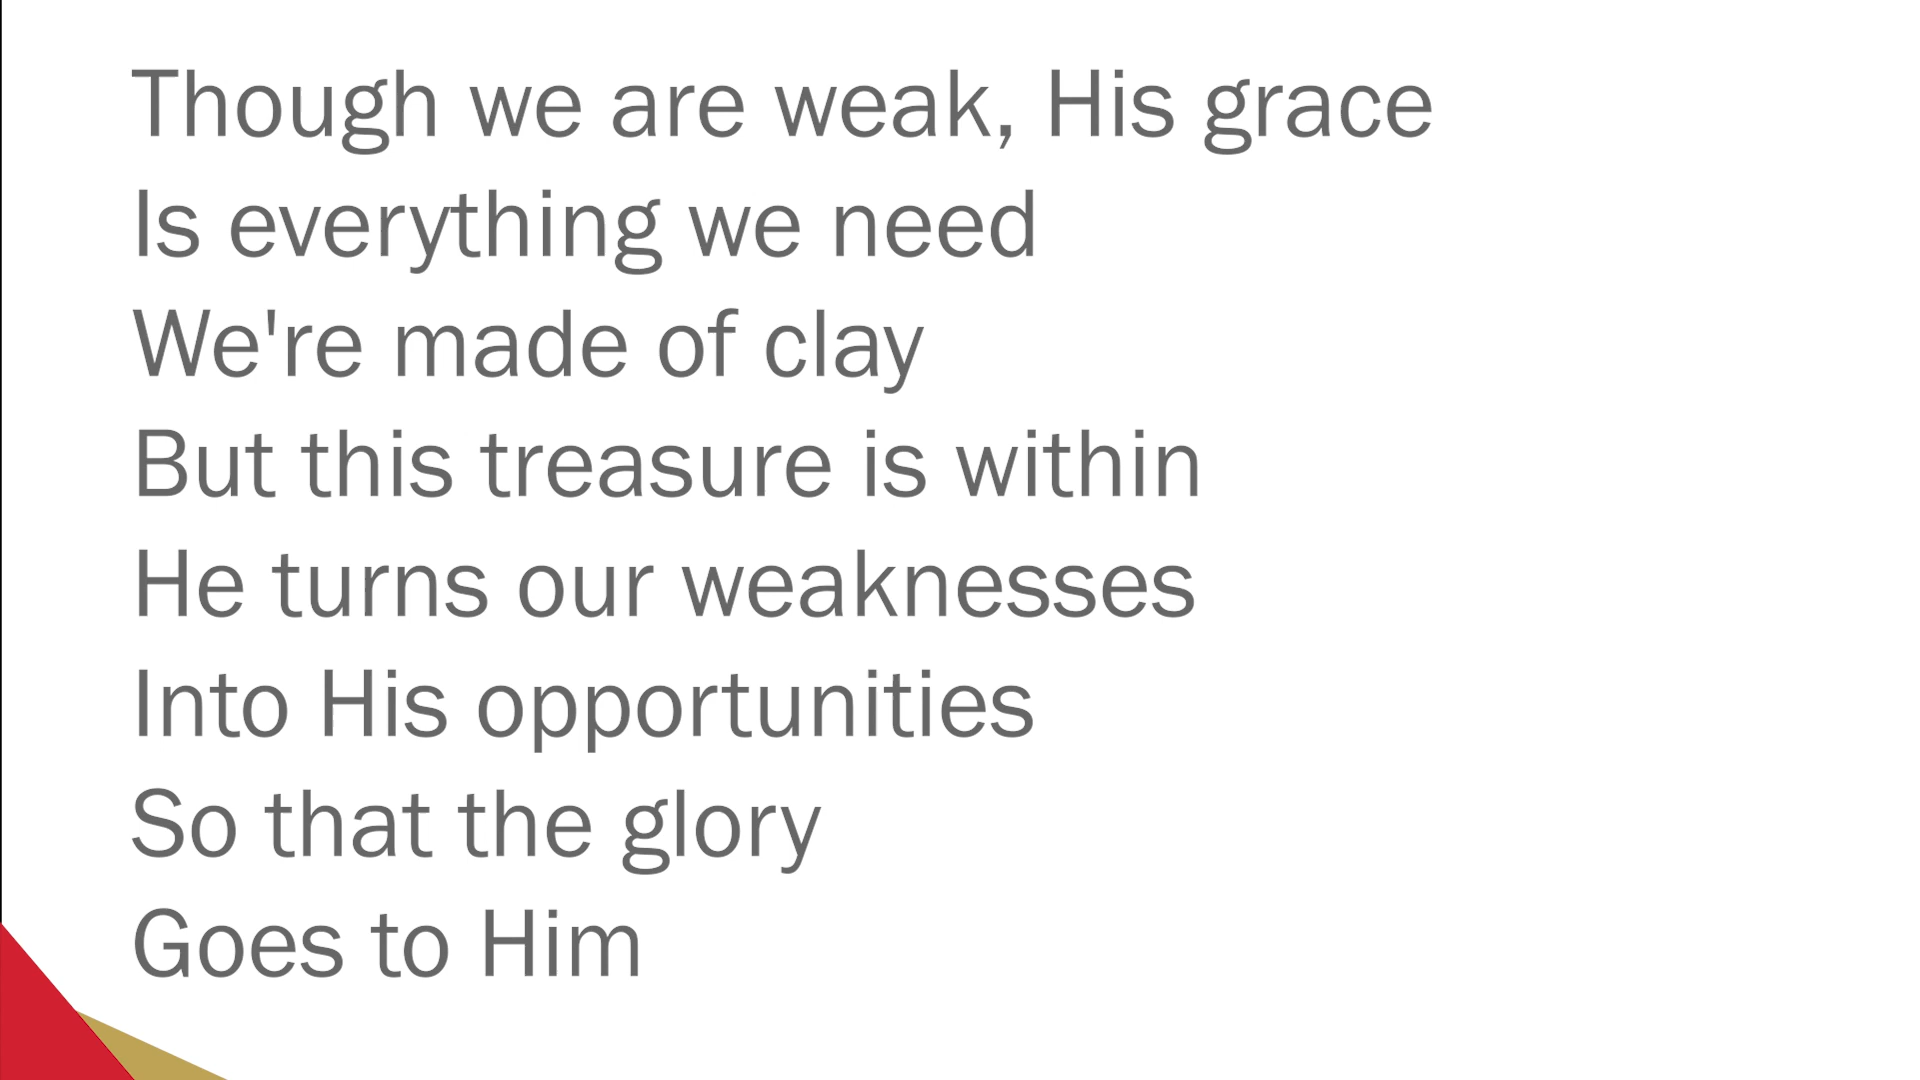 Though we are weak, His grace
Is everything we need
We're made of clay
But this treasure is within
He turns our weaknesses
Into His opportunities
So that the glory
Goes to Him